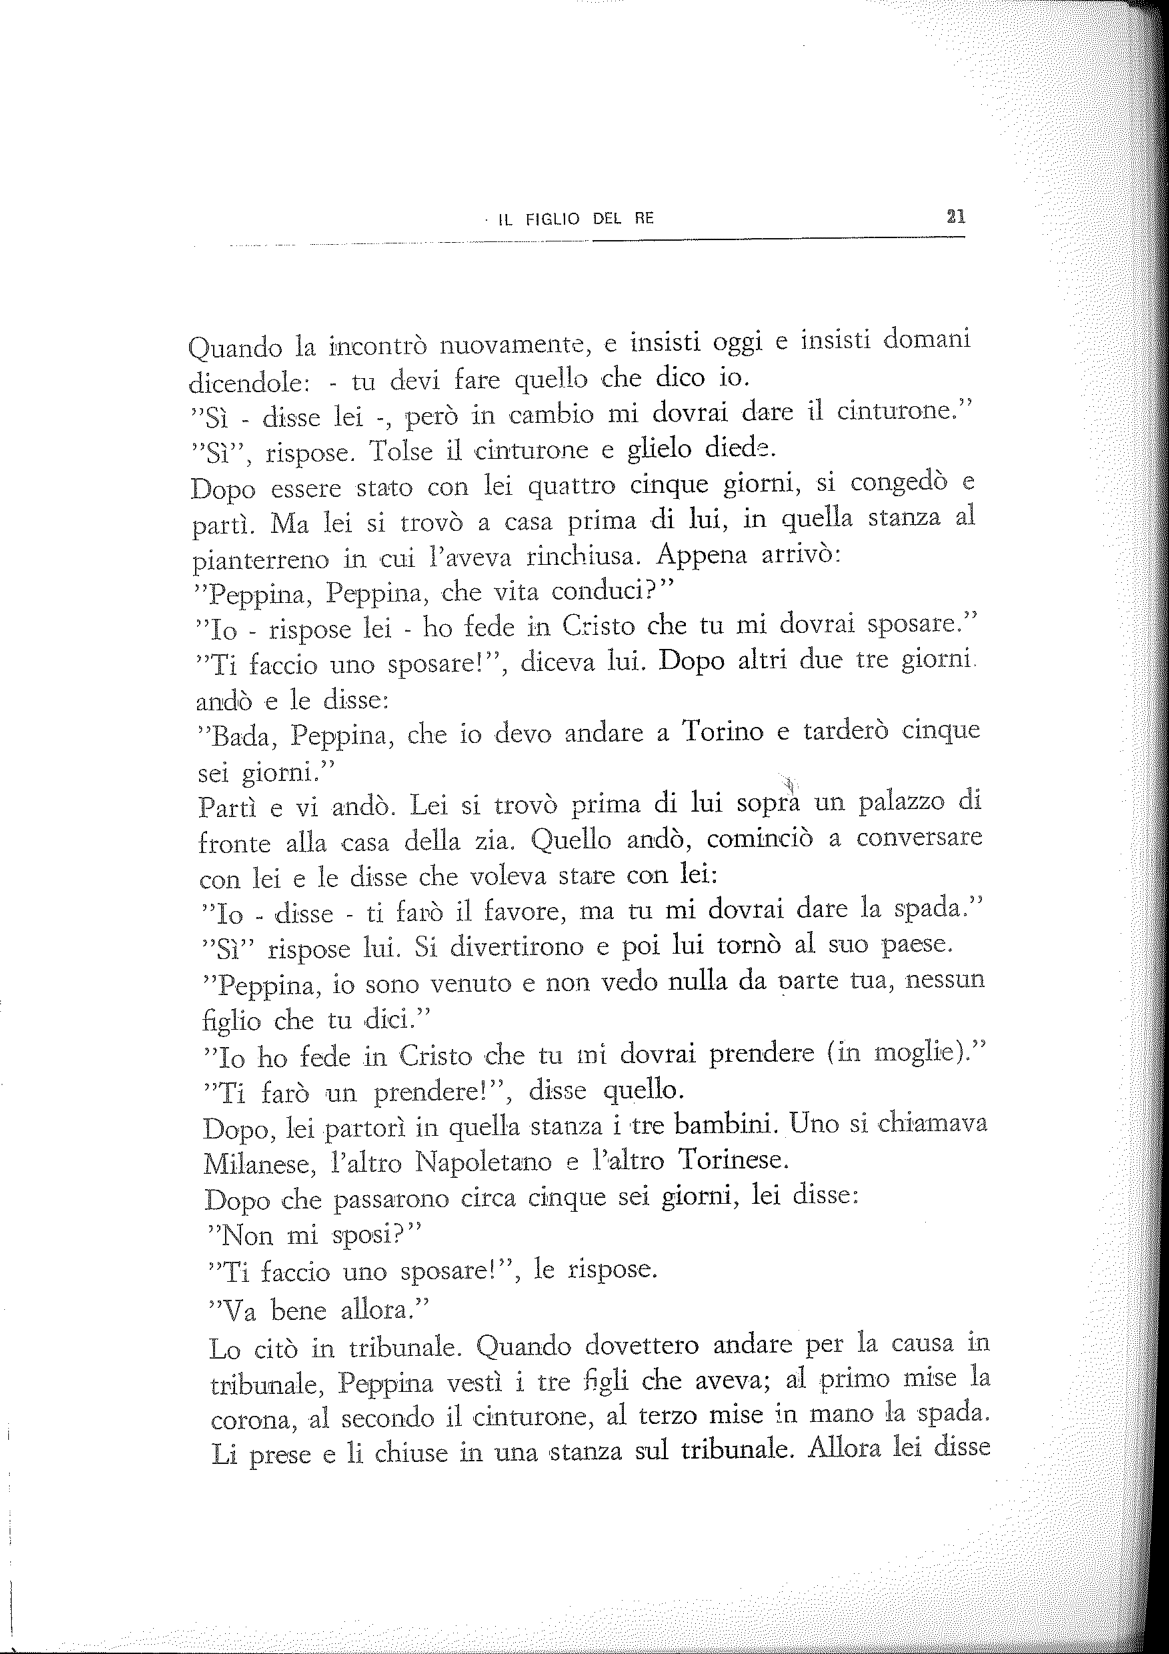 IL FIGLIO DEL RE 21
Quando la incontrò nuovamente, e insisti oggi e insisti domani
dicendole: - tu devi fare quello che dico io.
”Sì - disse lei -, però in cambio mi dovrai dare il cinturone.”
”Sì”, rispose. Tolse il cinturone e glielo diede.
Dopo essere stato con lei quattro cinque giorni, si congedò e
partì. Ma lei si trovò a casa prima di lui, in quella stanza al
pianterreno in cui l’aveva rinchiusa. Appena arrivò:
”Peppina, Peppina, che vita conduci?”
”Io - rispose lei - ho fede in Cristo che tu mi dovrai sposare.”
”Ti faccio uno sposare!”, diceva lui. Dopo altri due tre giorni
andò e le disse:
”Bada, Peppina, che io devo andare a Torino e tarderò cinque
sei giorni.”
Partì e vi andò. Lei si trovò prima di lui sopra un palazzo di
fronte alla casa della zia. Quello andò, cominciò a conversare
con lei e le disse che voleva stare con lei:
”Io - disse - ti farò il favore, ma tu mi dovrai dare la spada.”
”Sì” rispose lui. Si divertirono e poi lui tornò al suo paese.
”Peppina, io sono venuto e non vedo nulla da parte tua, nessun
figlio che tu dici.”
”Io ho fede in Cristo che tu mi dovrai prendere (in moglie).”
”Ti farò un prendere!”, disse quello.
Dopo, lei partorì in quella stanza i tre bambini. Uno si chiamava
Milanese, l’altro Napoletano e l’altro Torinese.
Dopo che passarono circa cinque sei giorni, lei disse:
”Non mi sposi?”
”Ti faccio uno sposare!”, le rispose.
”Va bene allora.”
Lo citò in tribunale. Quando dovettero andare per la causa in
tribunale, Peppina vestì i tre figli che aveva; al primo mise la
corona, al secondo il cinturone, al terzo mise in mano la spada.
Li prese e li chiuse in una stanza sul tribunale. Allora lei disse